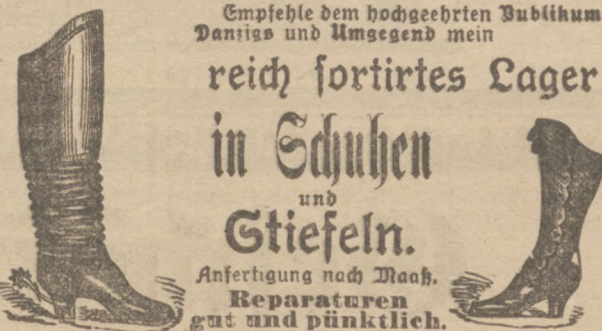 Empfehle dem hochgeehrten Publikum
Danzigs und Umgegend mein
reich sortirtes Lager
in Schuhen
und
Stiefeln.
Anfertigung nach Maaß.
Reparaturen
gut und pünktlich.